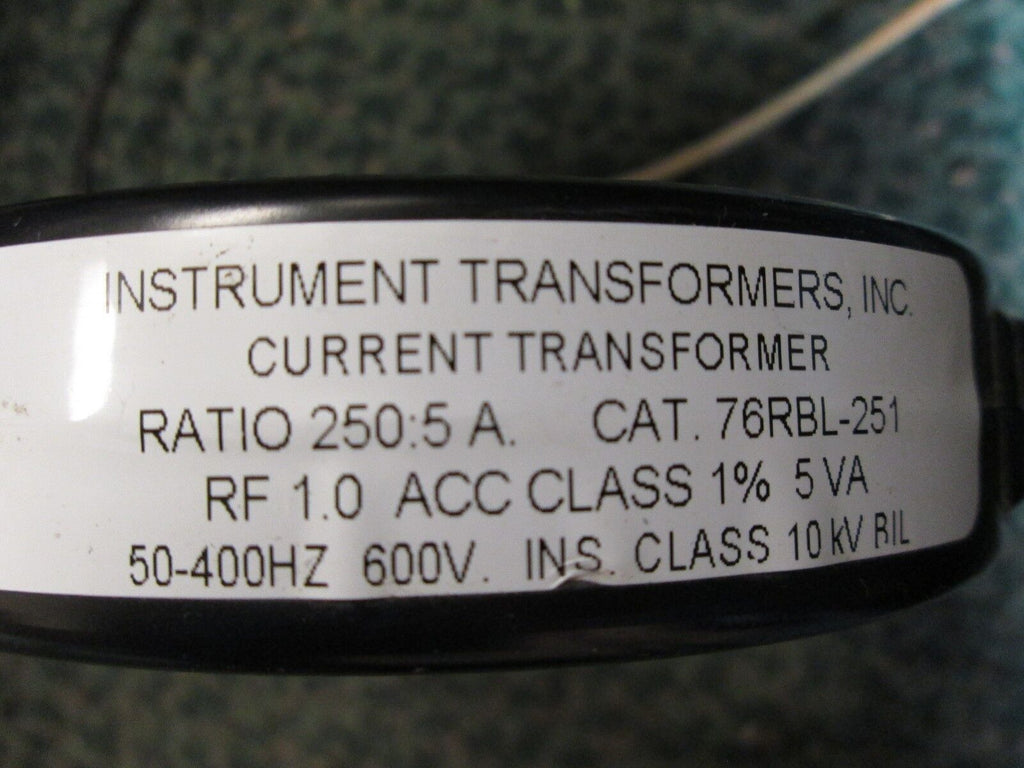 INSTRUMENT TRANSFORMERS, INC.
CURRENT TRANSFORMER
RATIO 250:5 A. CAT. 76RBL-251
RF 1.0 ACC CLASS 1% 5 VA
50-400HZ 600V. INS. CLASS 10 kV BIL